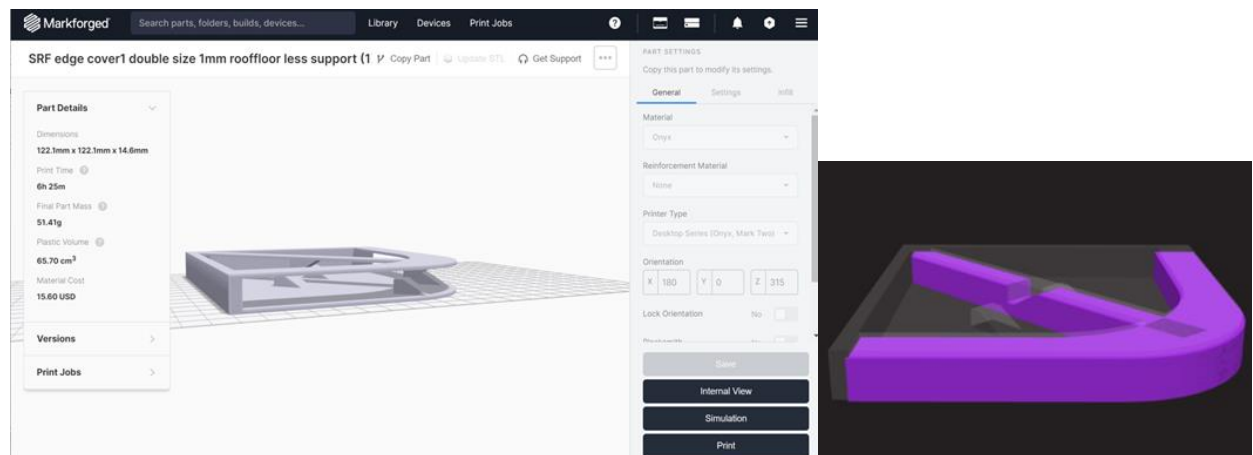 Markforged
Search parts, folders, builds, devices...
Library Devices Print Jobs
SRF edge cover1 double size 1mm rooffloor less support (1
Copy Part
Update STL
Get Support
Part Details
Dimensions
122.1mm x 122.1mm x 14.6mm
Print Time
6h 25m
Final Part Mass
51.41g
Plastic Volume
65.70 cm3
Material Cost
15.60 USD
Versions
Print Jobs
PART SETTINGS
Copy this part to modify its settings.
General Settings Infill
Material
Onyx
Reinforcement Material
None
Printer Type
Desktop Series (Onyx, Mark Two)
Orientation
X 180 Y 0 Z 315
Lock Orientation No
Save
Internal View
Simulation
Print